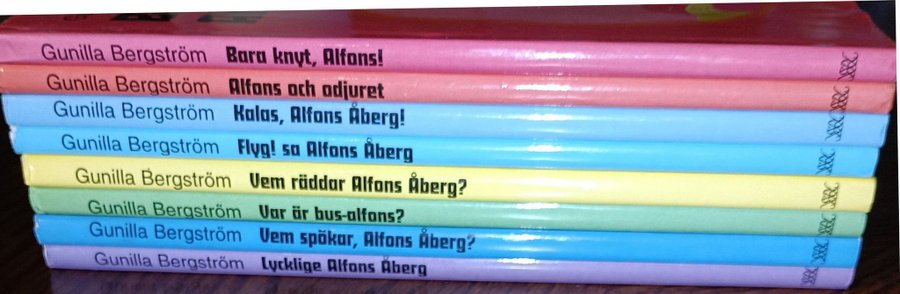 Gunilla Bergström Bara knyt, Alfons!
Gunilla Bergström Alfons och odjuret
Gunilla Bergström Kalas, Alfons Åberg!
Gunilla Bergström Flyg! sa Alfons Åberg
Gunilla Bergström Vem räddar Alfons Åberg?
Gunilla Bergström Var är bus-alfons?
Gunilla Bergström Vem spökar, Alfons Åberg?
Gunilla Bergström Lycklige Alfons Åberg